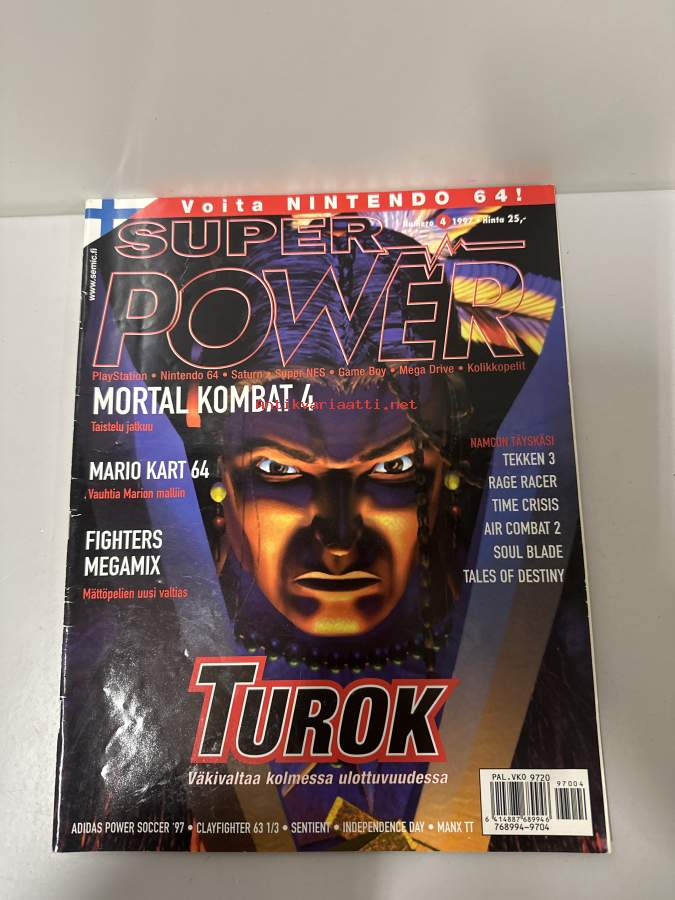 Voita NINTENDO 64!
Numero 4 1997 • Hinta 25,-
www.semic.fi
SUPER
POWER
PlayStation • Nintendo 64 • Saturn • Super NES • Game Boy • Mega Drive • Kolikkopelit
MORTAL KOMBAT 4
Antikvariaatti.net
Taistelu jatkuu
MARIO KART 64
Vauhtia Marion malliin
FIGHTERS
MEGAMIX
Mättöpelien uusi valtias
NAMCON TÄYSKÄSI
TEKKEN 3
RAGE RACER
TIME CRISIS
AIR COMBAT 2
SOUL BLADE
TALES OF DESTINY
TUROK
Väkivaltaa kolmessa ulottuvuudessa
PAL.VKO 9720
97004
6 414887 689946
768994-9704
ADIDAS POWER SOCCER '97 • CLAYFIGHTER 63 1/3 • SENTIENT • INDEPENDENCE DAY • MANX TT